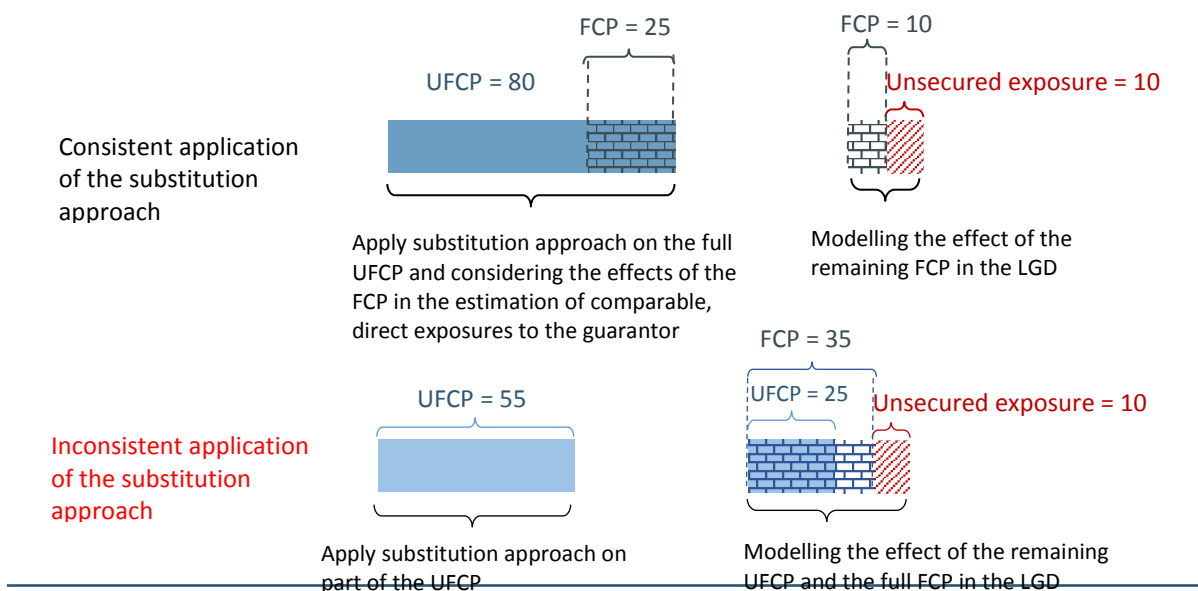 FCP = 25
FCP = 10
UFCP = 80
Unsecured exposure = 10
Consistent application
of the substitution
approach
Apply substitution approach on the full
UFCP and considering the effects of the
FCP in the estimation of comparable,
direct exposures to the guarantor
Modelling the effect of the
remaining FCP in the LGD
FCP = 35
UFCP = 55
UFCP = 25
Unsecured exposure = 10
Inconsistent application
of the substitution
approach
Apply substitution approach on
part of the UFCP
Modelling the effect of the remaining
UFCP and the full FCP in the LGD